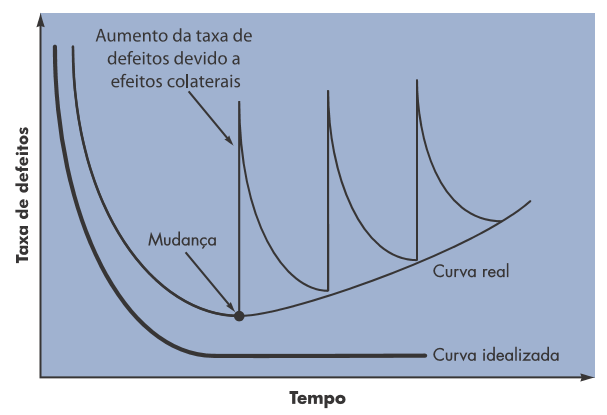 Aumento da taxa de
defeitos devido a
efeitos colaterais
Taxa de defeitos
Mudança
Curva real
Curva idealizada
Tempo